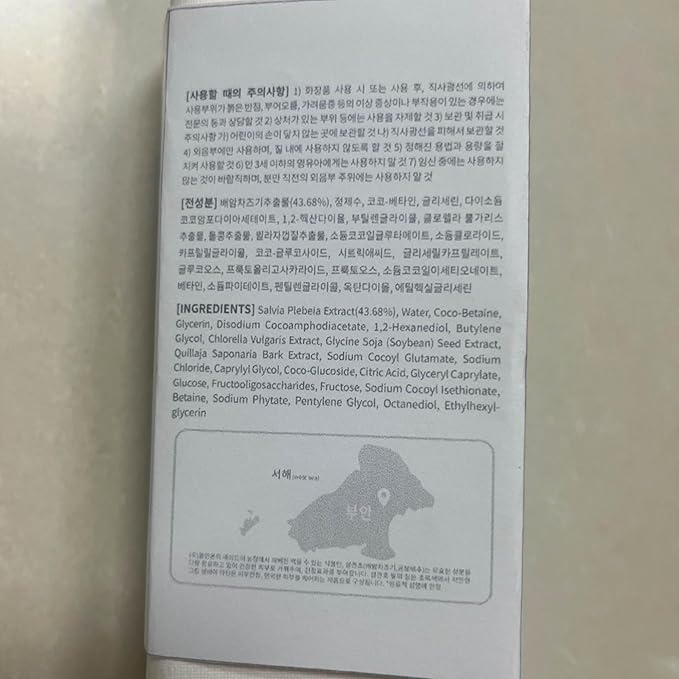 [사용할 때의 주의사항] 1) 화장품 사용 시 또는 사용 후, 직사광선에 의하여
사용부위가 붉은 반점, 부어오름, 가려움증 등의 이상 증상이나 부작용이 있는 경우에는
전문의 등과 상담할 것 2) 상처가 있는 부위 등에는 사용을 자제할 것 3) 보관 및 취급 시
주의사항 가) 어린이의 손이 닿지 않는 곳에 보관할 것 나) 직사광선을 피해서 보관할 것
4) 외음부에만 사용하며, 질 내에 사용하지 않도록 할 것 5) 정해진 용법과 용량을 잘
지켜 사용할 것 6) 만 3세 이하의 영유아에게는 사용하지 말 것 7) 임신 중에는 사용하지
않는 것이 바람직하며, 분만 직전의 외음부 주위에는 사용하지 말 것
[전성분] 배암차즈기추출물(43.68%), 정제수, 코코-베타인, 글리세린, 다이소듐
코코암포다이아세테이트, 1,2-헥산다이올, 부틸렌글라이콜, 클로렐라 불가리스
추출물, 돌콩추출물, 퀼라자껍질추출물, 소듐코코일글루타메이트, 소듐클로라이드,
카프릴릴글라이콜, 코코-글루코사이드, 시트릭애씨드, 글리세릴카프릴레이트,
글루코오스, 프룩토올리고사카라이드, 프룩토오스, 소듐코코일이세티오네이트,
베타인, 소듐파이테이트, 펜틸렌글라이콜, 옥탄다이올, 에틸헥실글리세린
[INGREDIENTS] Salvia Plebeia Extract(43.68%), Water, Coco-Betaine,
Glycerin, Disodium Cocoamphodiacetate, 1,2-Hexanediol, Butylene
Glycol, Chlorella Vulgaris Extract, Glycine Soja (Soybean) Seed Extract,
Quillaja Saponaria Bark Extract, Sodium Cocoyl Glutamate, Sodium
Chloride, Caprylyl Glycol, Coco-Glucoside, Citric Acid, Glyceryl Caprylate,
Glucose, Fructooligosaccharides, Fructose, Sodium Cocoyl Isethionate,
Betaine, Sodium Phytate, Pentylene Glycol, Octanediol, Ethylhexyl-
glycerin
서해
부안